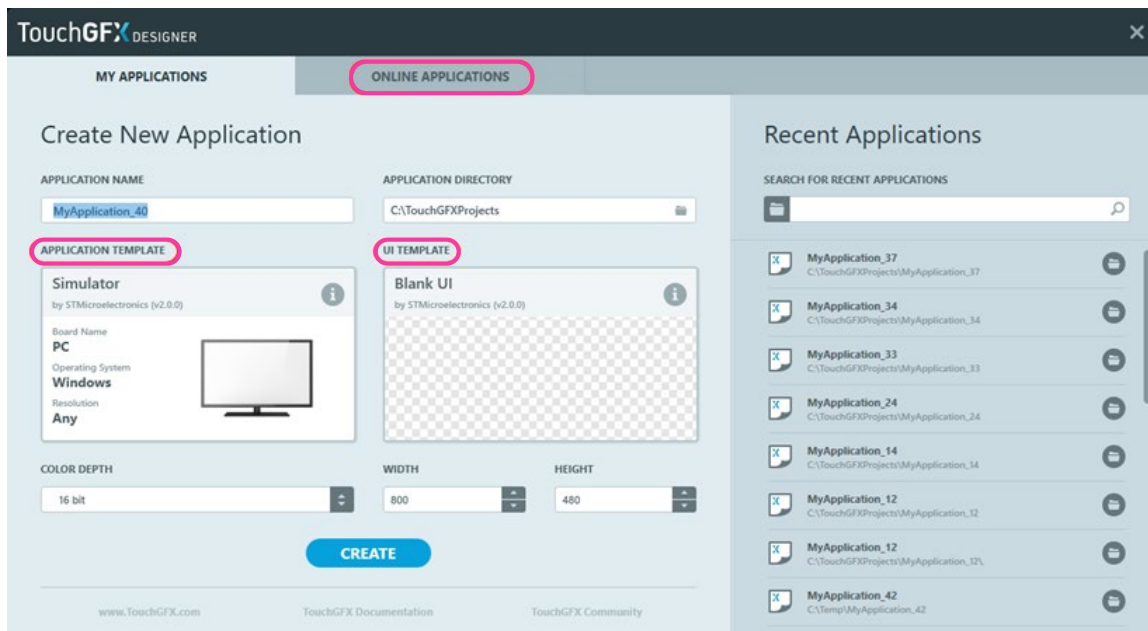 TouchGFX DESIGNER
MY APPLICATIONS
ONLINE APPLICATIONS
Create New Application
APPLICATION NAME
APPLICATION DIRECTORY
MyApplication_40
C:\TouchGFXProjects
APPLICATION TEMPLATE
UI TEMPLATE
Simulator
by STMicroelectronics (v2.0.0)
Board Name
PC
Operating System
Windows
Resolution
Any
Blank UI
by STMicroelectronics (v2.0.0)
COLOR DEPTH
WIDTH
HEIGHT
16 bit
800
480
CREATE
www.TouchGFX.com
TouchGFX Documentation
TouchGFX Community
Recent Applications
SEARCH FOR RECENT APPLICATIONS
MyApplication_37
C:\TouchGFXProjects\MyApplication_37
MyApplication_34
C:\TouchGFXProjects\MyApplication_34
MyApplication_33
C:\TouchGFXProjects\MyApplication_33
MyApplication_24
C:\TouchGFXProjects\MyApplication_24
MyApplication_14
C:\TouchGFXProjects\MyApplication_14
MyApplication_12
C:\TouchGFXProjects\MyApplication_12
MyApplication_12
C:\TouchGFXProjects\MyApplication_12\
MyApplication_42
C:\Temp\MyApplication_42